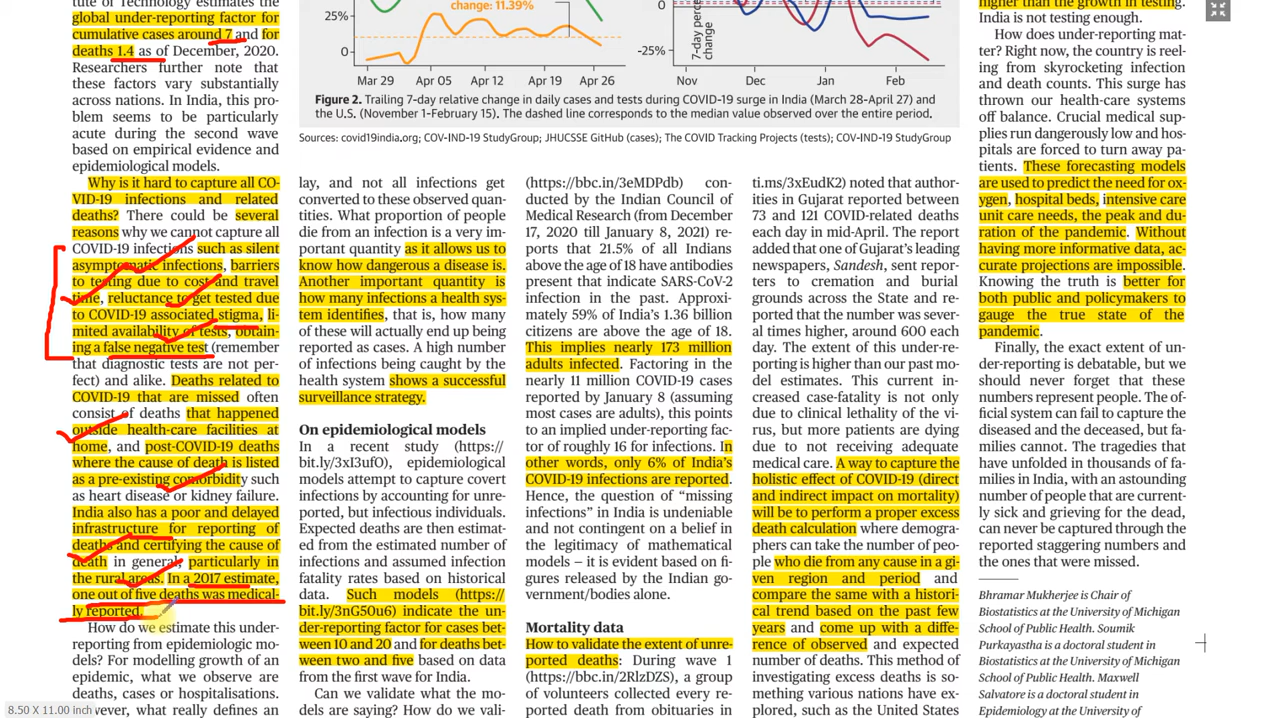 tute of Technology estimates the
global under-reporting factor for
cumulative cases around 7 and for
deaths 1.4 as of December, 2020.
Researchers further note that
these factors vary substantially
across nations. In India, this pro-
blem seems to be particularly
acute during the second wave
based on empirical evidence and
epidemiological models.
Why is it hard to capture all CO-
VID-19 infections and related
deaths? There could be several
reasons why we cannot capture all
COVID-19 infections such as silent
asymptomatic infections, barriers
to testing due to cost and travel
time, reluctance to get tested due
to COVID-19 associated stigma, li-
mited availability of tests, obtain-
ing a false negative test (remember
that diagnostic tests are not per-
fect) and alike. Deaths related to
COVID-19 that are missed often
consist of deaths that happened
outside health-care facilities at
home, and post-COVID-19 deaths
where the cause of death is listed
as a pre-existing comorbidity such
as heart disease or kidney failure.
India also has a poor and delayed
infrastructure for reporting of
deaths and certifying the cause of
death in general, particularly in
the rural areas. In a 2017 estimate,
one out of five deaths was medical-
ly reported.
How do we estimate this under-
reporting from epidemiologic mo-
dels? For modelling growth of an
epidemic, what we observe are
deaths, cases or hospitalisations.
However, what really defines an
8.50 X 11.00 inch
change: 11.39%
25%
0
Mar 29 Apr 05 Apr 12 Apr 19 Apr 26
7-day percent
change
0
-25%
Nov Dec Jan Feb
Figure 2. Trailing 7-day relative change in daily cases and tests during COVID-19 surge in India (March 28-April 27) and
the U.S. (November 1-February 15). The dashed line corresponds to the median value observed over the entire period.
Sources: covid19india.org; COV-IND-19 StudyGroup; JHUCSSE GitHub (cases); The COVID Tracking Projects (tests); COV-IND-19 StudyGroup
lay, and not all infections get
converted to these observed quan-
tities. What proportion of people
die from an infection is a very im-
portant quantity as it allows us to
know how dangerous a disease is.
Another important quantity is
how many infections a health sys-
tem identifies, that is, how many
of these will actually end up being
reported as cases. A high number
of infections being caught by the
health system shows a successful
surveillance strategy.
On epidemiological models
In a recent study (https://
bit.ly/3xI3ufO), epidemiological
models attempt to capture covert
infections by accounting for unre-
ported, but infectious individuals.
Expected deaths are then estimat-
ed from the estimated number of
infections and assumed infection
fatality rates based on historical
data. Such models (https://
bit.ly/3nG50u6) indicate the un-
der-reporting factor for cases bet-
ween 10 and 20 and for deaths bet-
ween two and five based on data
from the first wave for India.
Can we validate what the mo-
dels are saying? How do we vali-
(https://bbc.in/3eMDPdb) con-
ducted by the Indian Council of
Medical Research (from December
17, 2020 till January 8, 2021) re-
ports that 21.5% of all Indians
above the age of 18 have antibodies
present that indicate SARS-CoV-2
infection in the past. Approxi-
mately 59% of India's 1.36 billion
citizens are above the age of 18.
This implies nearly 173 million
adults infected. Factoring in the
nearly 11 million COVID-19 cases
reported by January 8 (assuming
most cases are adults), this points
to an implied under-reporting fac-
tor of roughly 16 for infections. In
other words, only 6% of India's
COVID-19 infections are reported.
Hence, the question of “missing
infections” in India is undeniable
and not contingent on a belief in
the legitimacy of mathematical
models – it is evident based on fi-
gures released by the Indian go-
vernment/bodies alone.
Mortality data
How to validate the extent of unre-
ported deaths: During wave 1
(https://bbc.in/2RlzDZS), a group
of volunteers collected every re-
ported death from obituaries in
ti.ms/3xEudK2) noted that author-
ities in Gujarat reported between
73 and 121 COVID-related deaths
each day in mid-April. The report
added that one of Gujarat's leading
newspapers, Sandesh, sent repor-
ters to cremation and burial
grounds across the State and re-
ported that the number was sever-
al times higher, around 600 each
day. The extent of this under-re-
porting is higher than our past mo-
del estimates. This current in-
creased case-fatality is not only
due to clinical lethality of the vi-
rus, but more patients are dying
due to not receiving adequate
medical care. A way to capture the
holistic effect of COVID-19 (direct
and indirect impact on mortality)
will be to perform a proper excess
death calculation where demogra-
phers can take the number of peo-
ple who die from any cause in a gi-
ven region and period and
compare the same with a histori-
cal trend based on the past few
years and come up with a diffe-
rence of observed and expected
number of deaths. This method of
investigating excess deaths is so-
mething various nations have ex-
plored, such as the United States
higher than the growth in testing.
India is not testing enough.
How does under-reporting mat-
ter? Right now, the country is reel-
ing from skyrocketing infection
and death counts. This surge has
thrown our health-care systems
off balance. Crucial medical sup-
plies run dangerously low and hos-
pitals are forced to turn away pa-
tients. These forecasting models
are used to predict the need for ox-
ygen, hospital beds, intensive care
unit care needs, the peak and du-
ration of the pandemic. Without
having more informative data, ac-
curate projections are impossible.
Knowing the truth is better for
both public and policymakers to
gauge the true state of the
pandemic.
Finally, the exact extent of un-
der-reporting is debatable, but we
should never forget that these
numbers represent people. The of-
ficial system can fail to capture the
diseased and the deceased, but fa-
milies cannot. The tragedies that
have unfolded in thousands of fa-
milies in India, with an astounding
number of people that are current-
ly sick and grieving for the dead,
can never be captured through the
reported staggering numbers and
the ones that were missed.
Bhramar Mukherjee is Chair of
Biostatistics at the University of Michigan
School of Public Health. Soumik
Purkayastha is a doctoral student in
Biostatistics at the University of Michigan
School of Public Health. Maxwell
Salvatore is a doctoral student in
Epidemiology at the University of